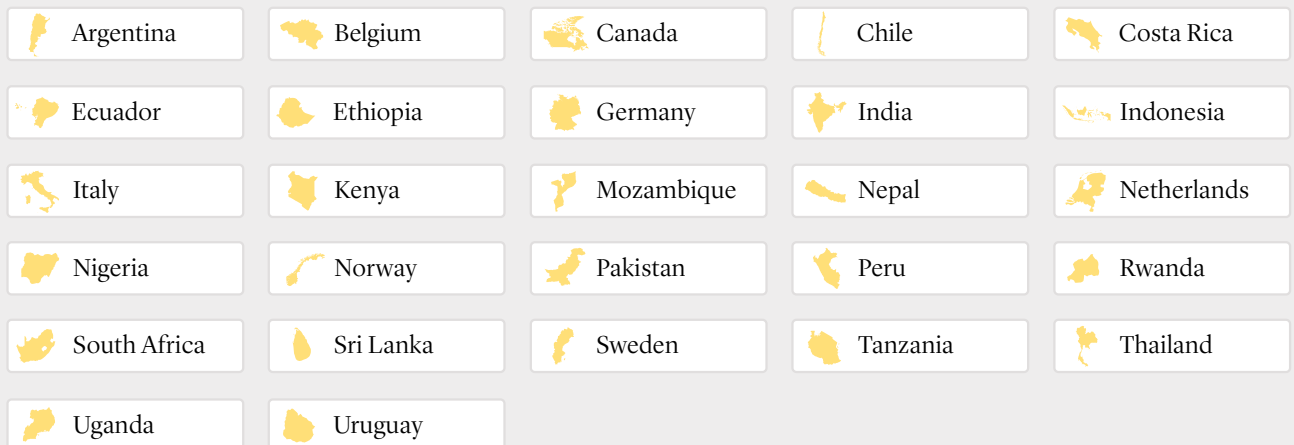 Argentina
Belgium
Canada
Chile
Costa Rica
Ecuador
Ethiopia
Germany
India
Indonesia
Italy
Kenya
Mozambique
Nepal
Netherlands
Nigeria
Norway
Pakistan
Peru
Rwanda
South Africa
Sri Lanka
Sweden
Tanzania
Thailand
Uganda
Uruguay